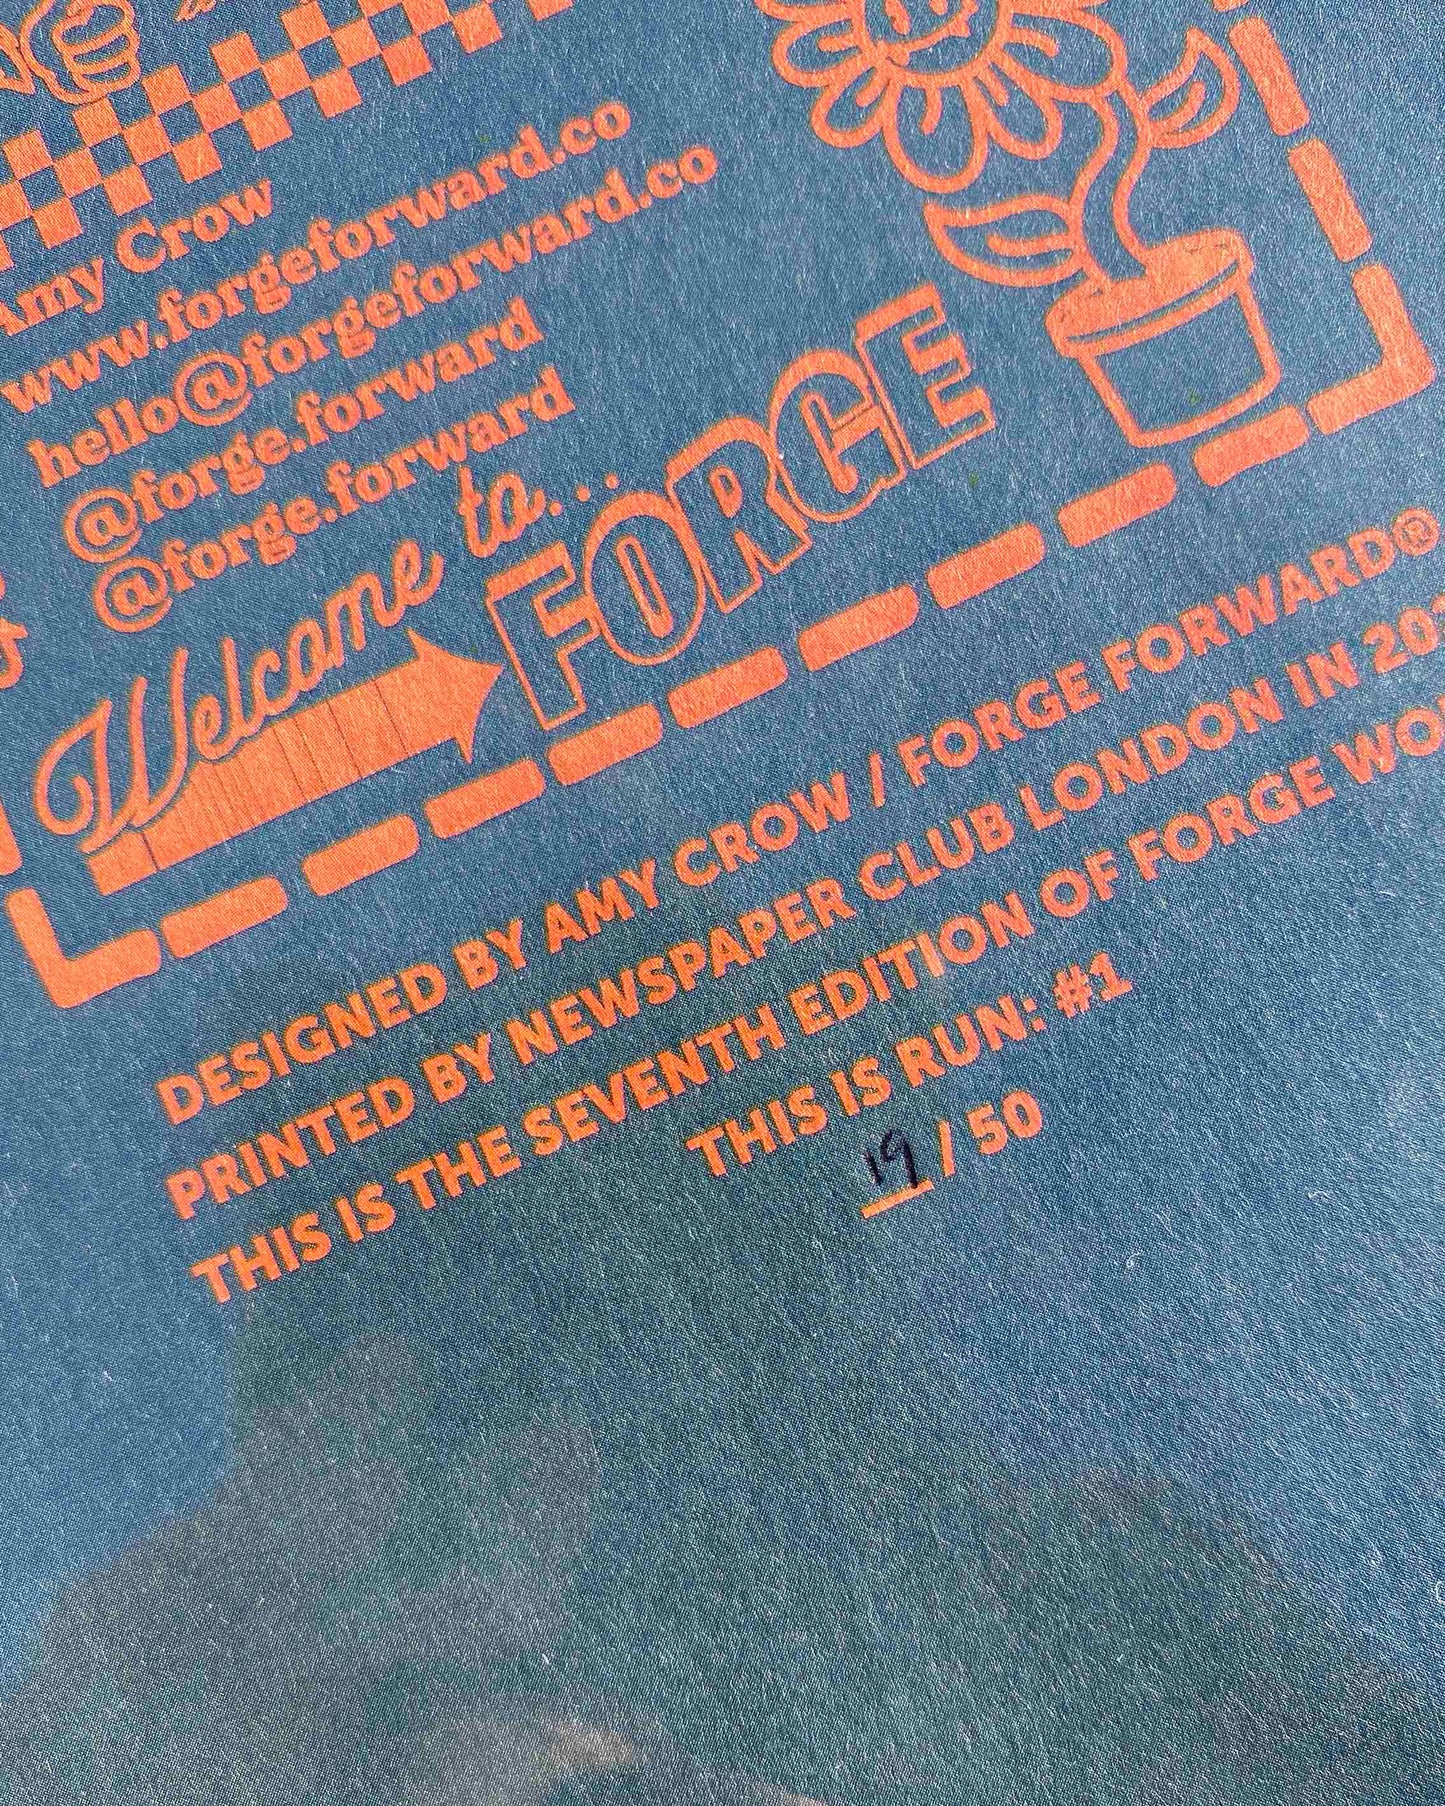 Amy Crow
www.forgeforward.co
hello@forgeforward.co
@forge.forward
@forge.forward
Welcome to...
FORGE
DESIGNED BY AMY CROW / FORGE FORWARD®
PRINTED BY NEWSPAPER CLUB LONDON IN
THIS IS THE SEVENTH EDITION OF FORGE
THIS IS RUN: #1
19 / 50